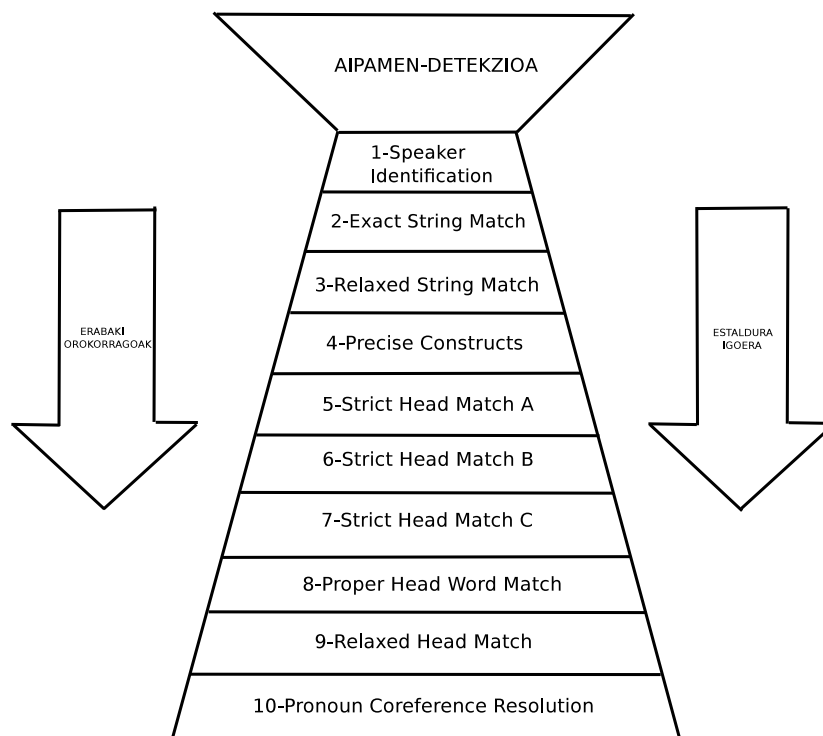 AIPAMEN-DETEKZIOA
1-Speaker
Identification
2-Exact String Match
3-Relaxed String Match
4-Precise Constructs
5-Strict Head Match A
6-Strict Head Match B
7-Strict Head Match C
8-Proper Head Word Match
9-Relaxed Head Match
10-Pronoun Coreference Resolution
ERABAKI
OROKORRAGOAK
ESTALDURA
IGOERA